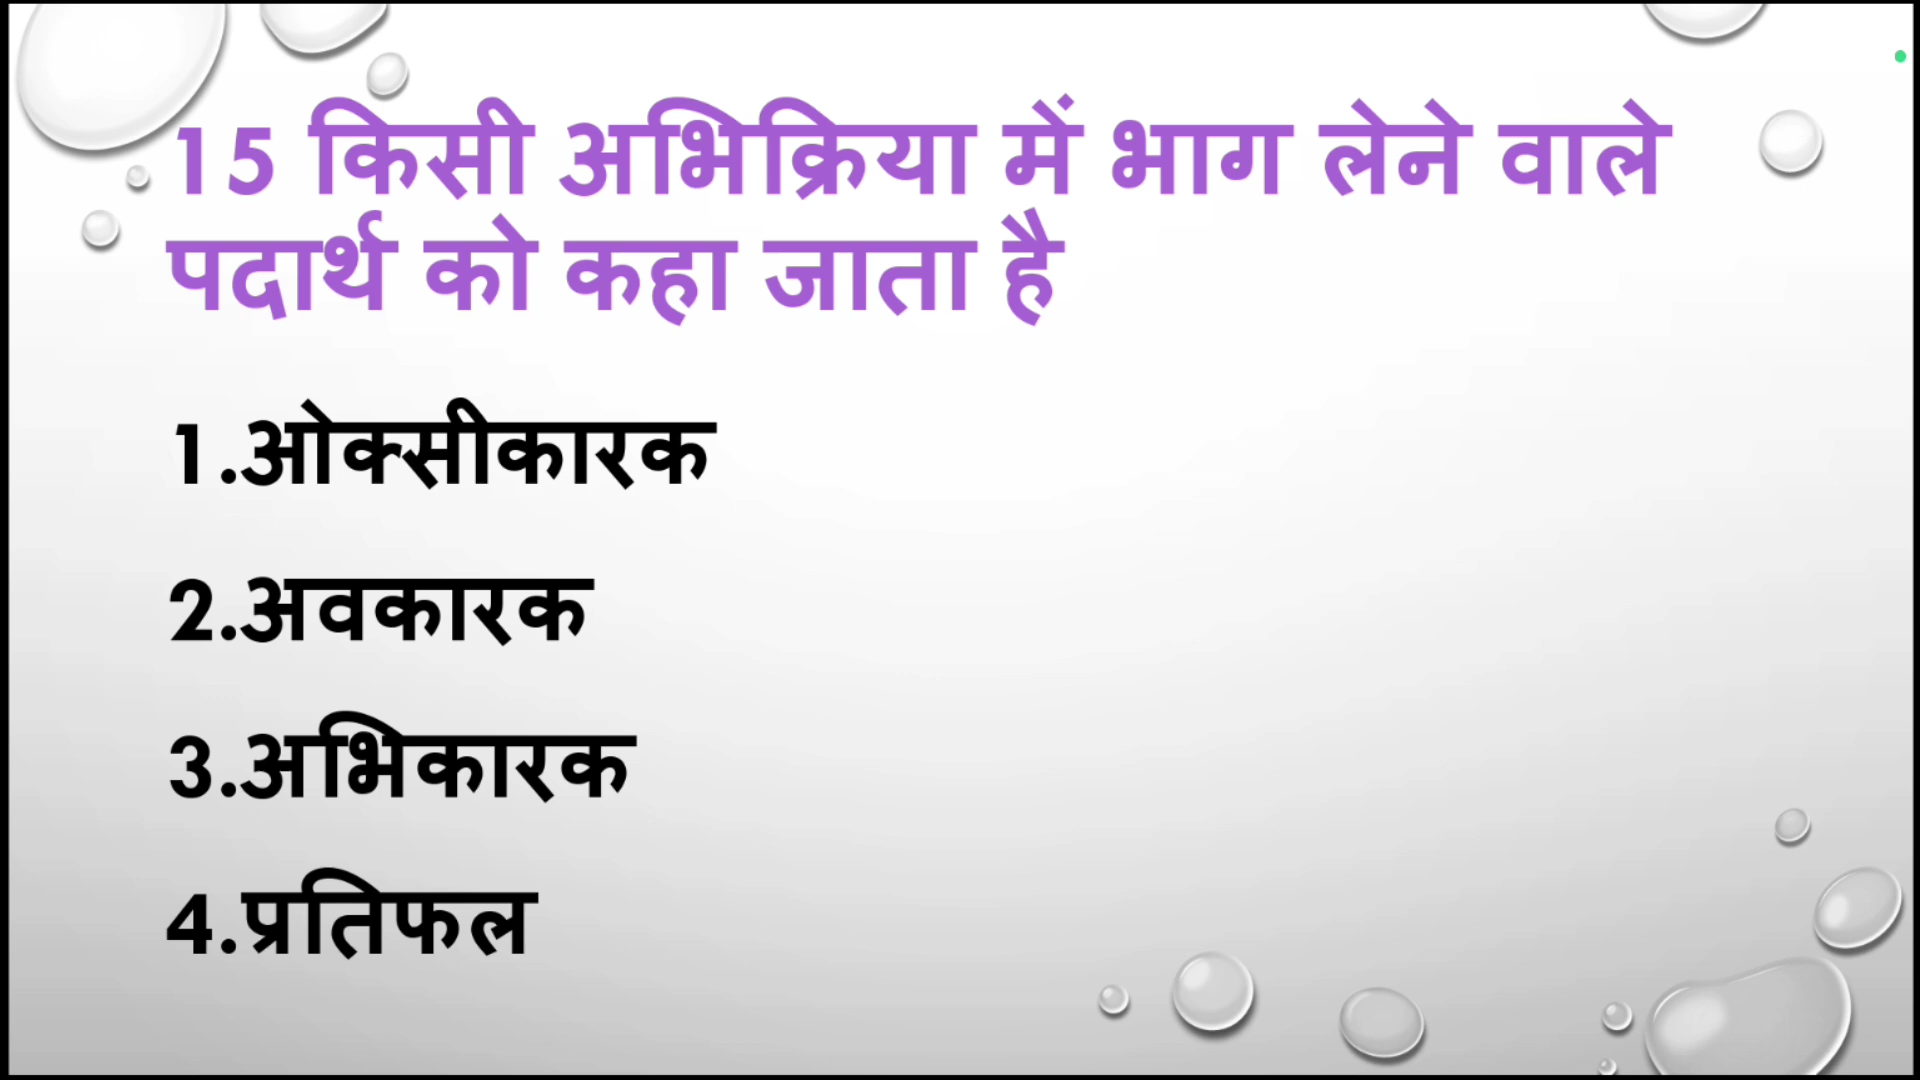 15 किसी अभिक्रिया में भाग लेने वाले
पदार्थ को कहा जाता है
1.ओक्सीकारक
2.अवकारक
3.अभिकारक
4.प्रतिफल